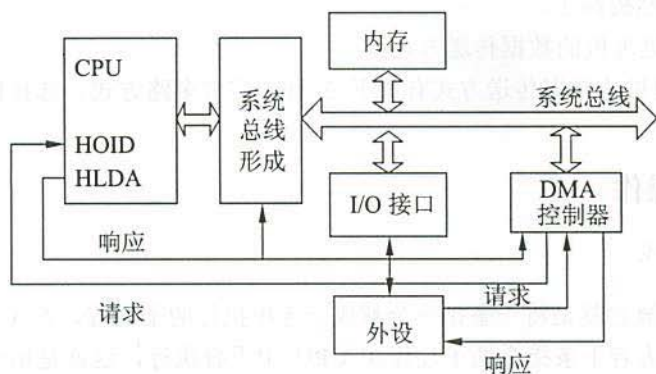 CPU
HOID
HLDA
系统
总线
形成
内存
系统总线
I/O 接口
DMA
控制器
响应
请求
请求
外设
响应